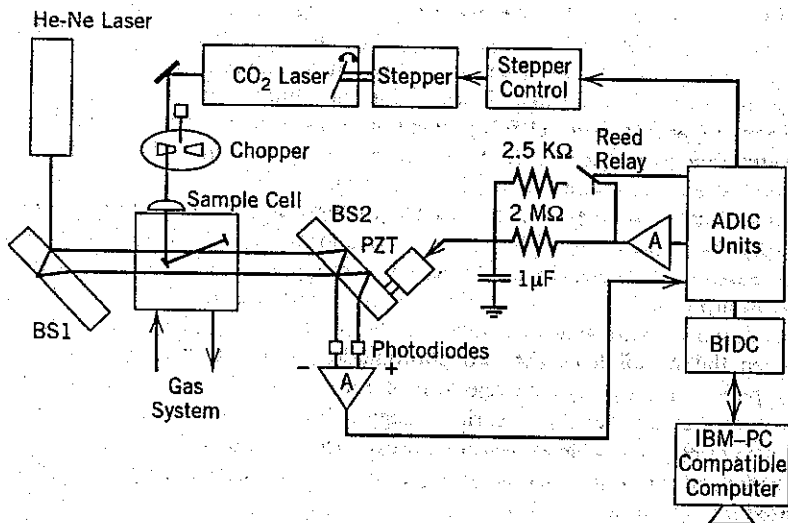 He-Ne Laser
CO2 Laser
Stepper
Stepper
Control
Chopper
2.5 KΩ
Reed
Relay
Sample Cell
BS2
PZT
2 MΩ
A
ADIC
Units
1μF
BS1
Photodiodes
BIDC
- A +
Gas
System
IBM–PC
Compatible
Computer